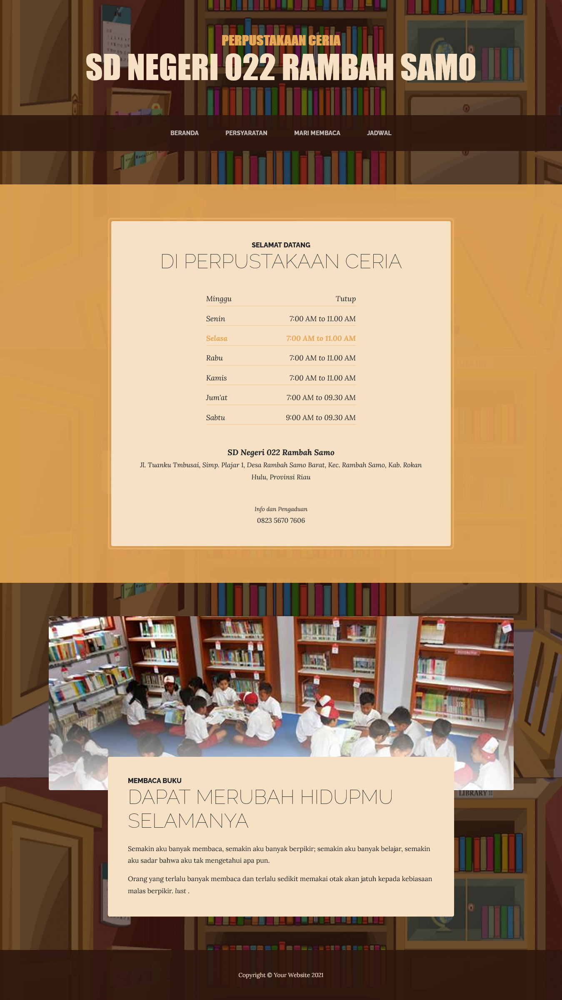 PERPUSTAKAAN CERIA
SD NEGERI 022 RAMBAH SAMO
BERANDA PERSYARATAN MARI MEMBACA JADWAL
SELAMAT DATANG
DI PERPUSTAKAAN CERIA
Minggu Tutup
Senin 7:00 AM to 11.00 AM
Selasa 7:00 AM to 11.00 AM
Rabu 7:00 AM to 11.00 AM
LIBRARY
Kamis 7:00 AM to 11.00 AM
Jum'at 7:00 AM to 09.30 AM
Sabtu 9:00 AM to 09.30 AM
SD Negeri 022 Rambah Samo
Jl. Tuanku Tmbusai, Simp. Plajar 1, Desa Rambah Samo Barat, Kec. Rambah Samo, Kab. Rokan
Hulu, Provinsi Riau
Info dan Pengaduan
0823 5670 7606
MEMBACA BUKU
DAPAT MERUBAH HIDUPMU
SELAMANYA
LIBRARY
Semakin aku banyak membaca, semakin aku banyak berpikir; semakin aku banyak belajar, semakin
aku sadar bahwa aku tak mengetahui apa pun.
Orang yang terlalu banyak membaca dan terlalu sedikit memakai otak akan jatuh kepada kebiasaan
malas berpikir. lust .
Copyright © Your Website 2021